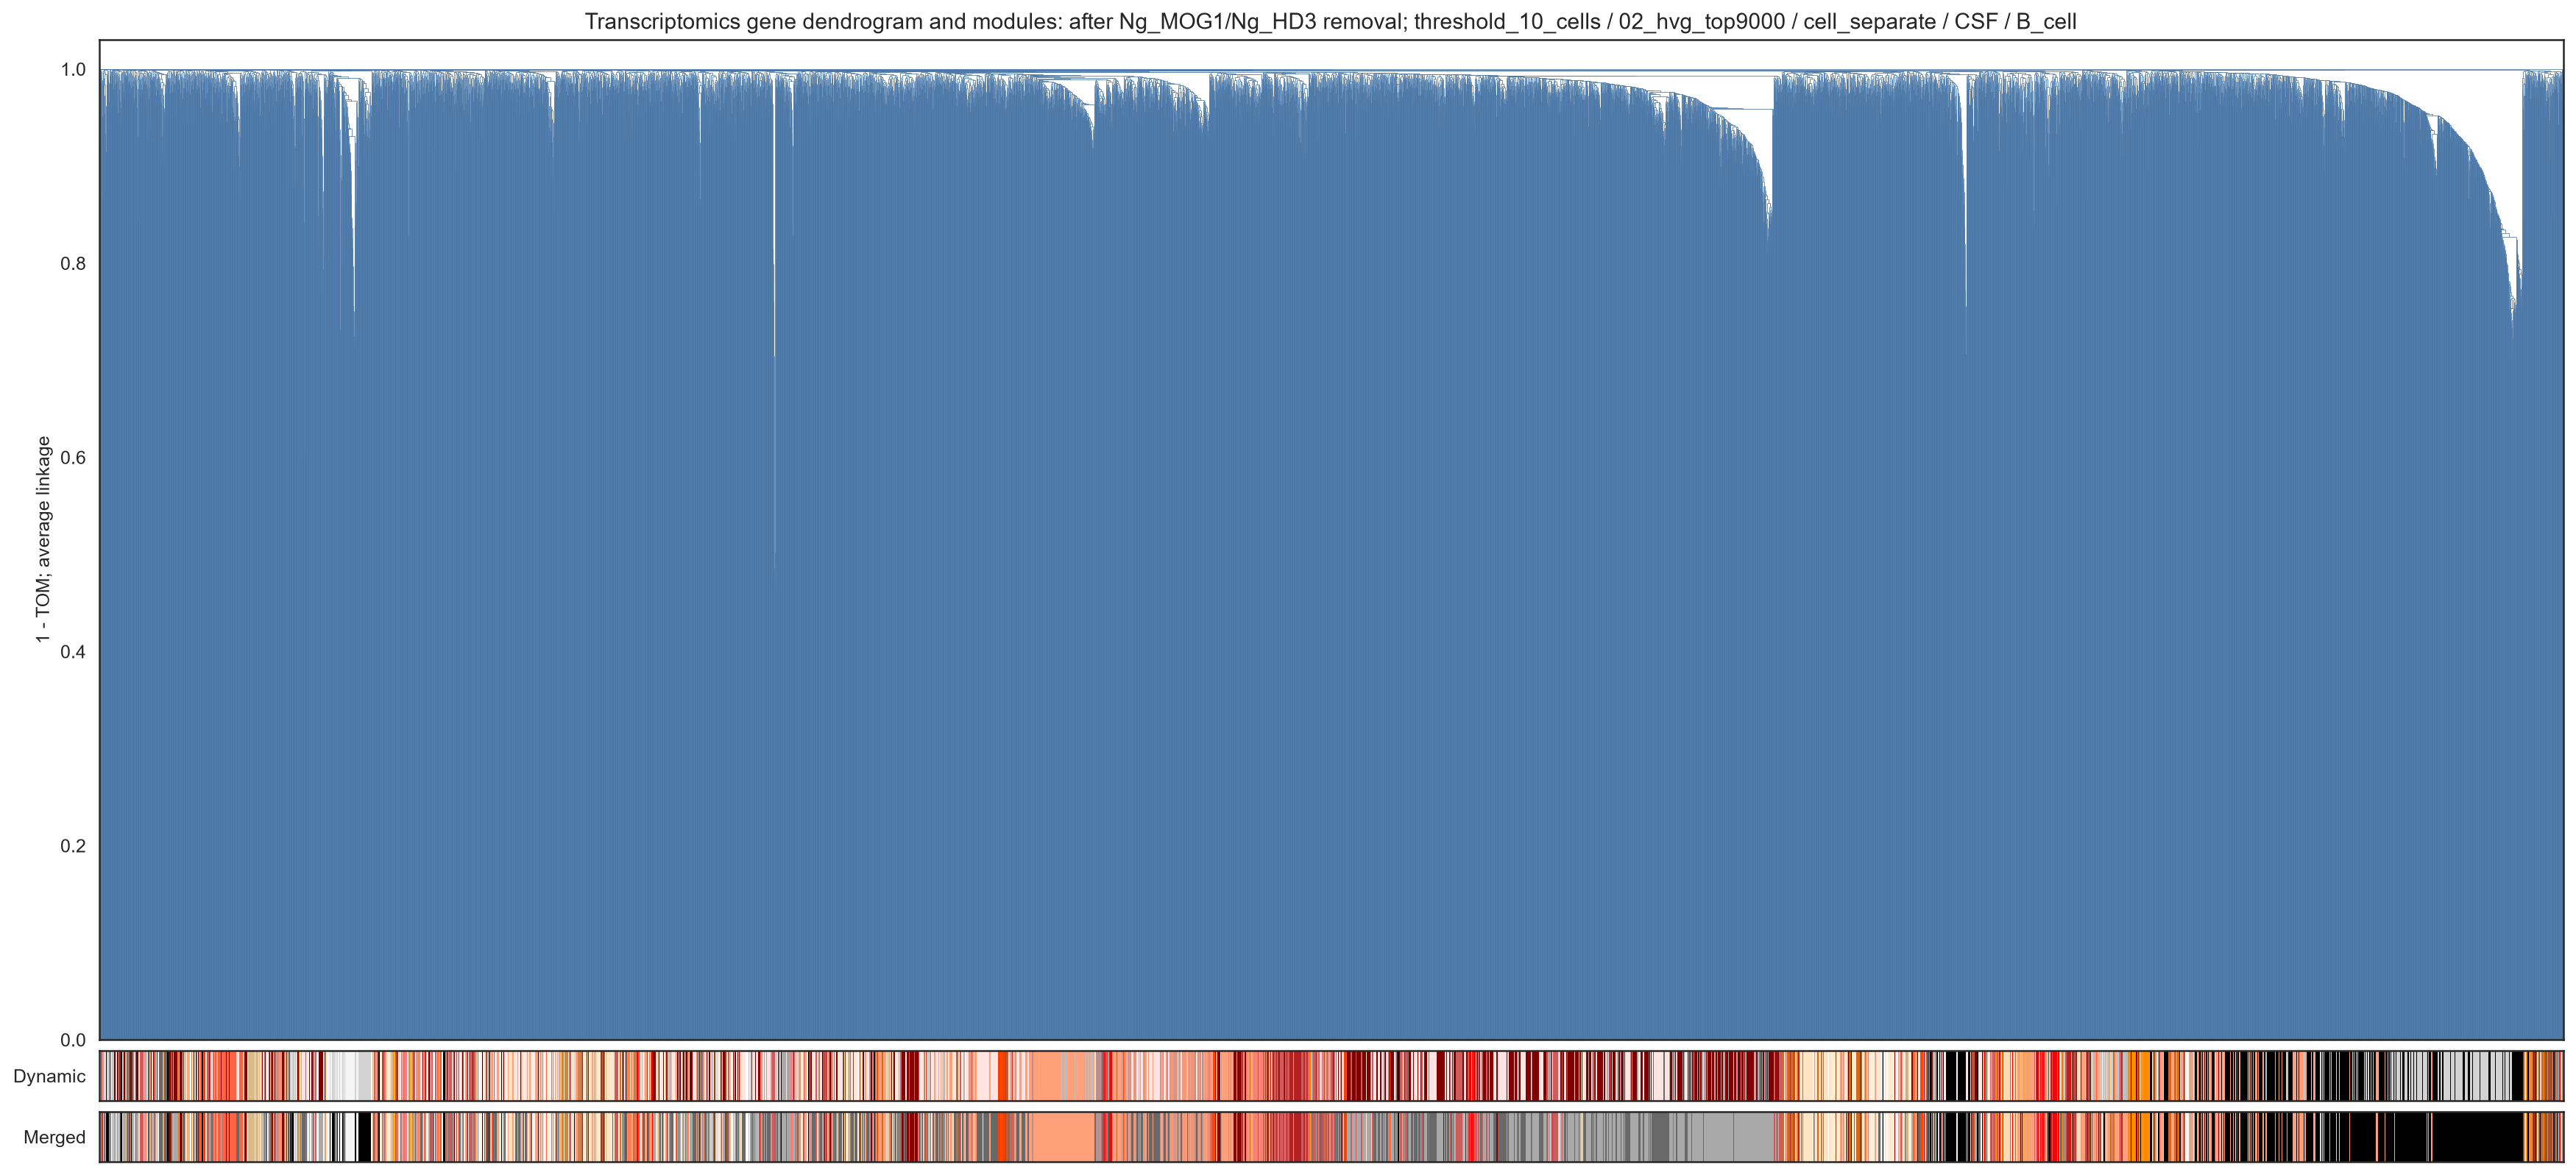 Transcriptomics gene dendrogram and modules: after Ng_MOG1/Ng_HD3 removal; threshold_10_cells / 02_hvg_top9000 / cell_separate / CSF / B_cell
1.0
0.8
0.6
0.4
0.2
0.0
1 - TOM; average linkage
Dynamic
Merged